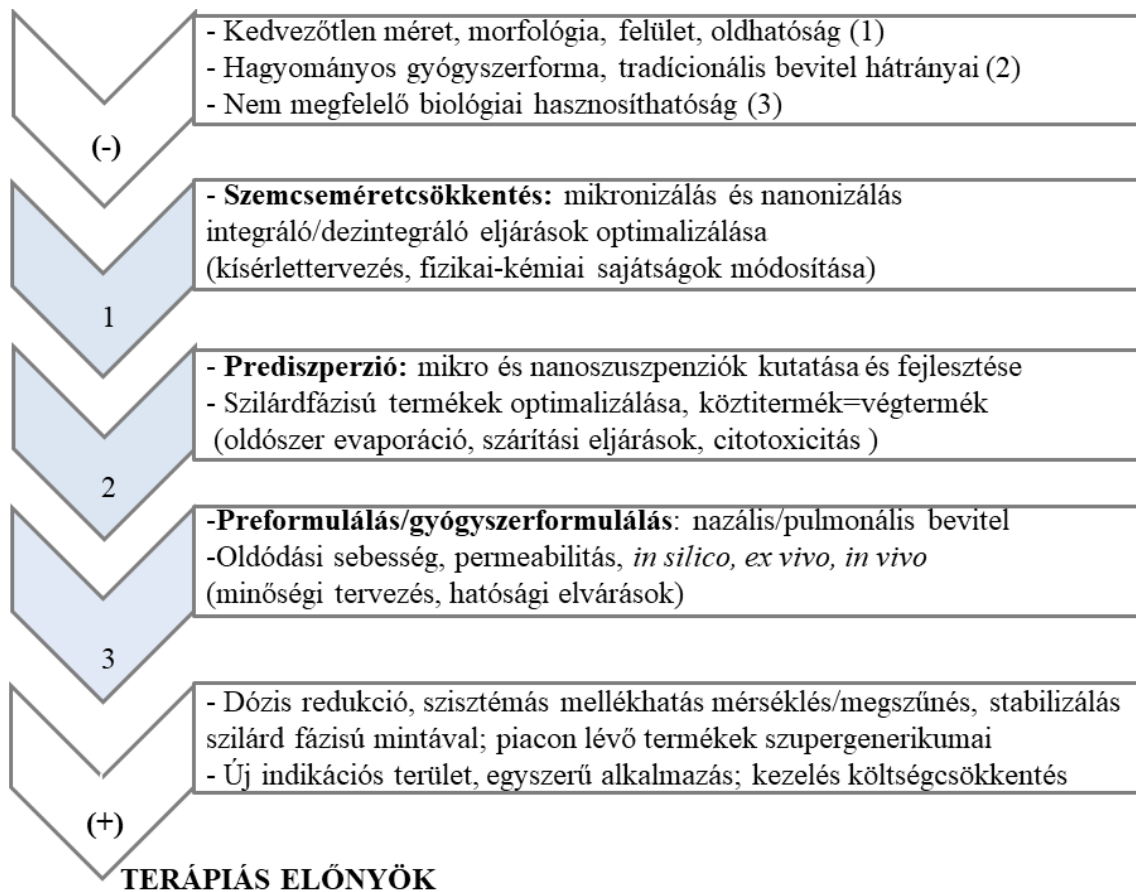 - Kedvezőtlen méret, morfológia, felület, oldhatóság (1)
- Hagyományos gyógyszerforma, tradícionális bevitel hátrányai (2)
- Nem megfelelő biológiai hasznosíthatóság (3)
(-)
- Szemcseméretcsökkentés: mikronizálás és nanonizálás
integráló/dezintegráló eljárások optimalizálása
(kísérlettervezés, fizikai-kémiai sajátságok módosítása)
1
- Prediszperzió: mikro és nanoszuszpenziók kutatása és fejlesztése
- Szilárdfázisú termékek optimalizálása, köztitermék=végtermék
(oldószer evaporáció, szárítási eljárások, citotoxicitás )
2
-Preformulálás/gyógyszerformulálás: nazális/pulmonális bevitel
-Oldódási sebesség, permeabilitás, in silico, ex vivo, in vivo
(minőségi tervezés, hatósági elvárások)
3
- Dózis redukció, szisztémás mellékhatás mérséklés/megszűnés, stabilizálás
szilárd fázisú mintával; piacon lévő termékek szupergenerikumai
- Új indikációs terület, egyszerű alkalmazás; kezelés költségcsökkentés
(+)
TERÁPIÁS ELŐNYÖK